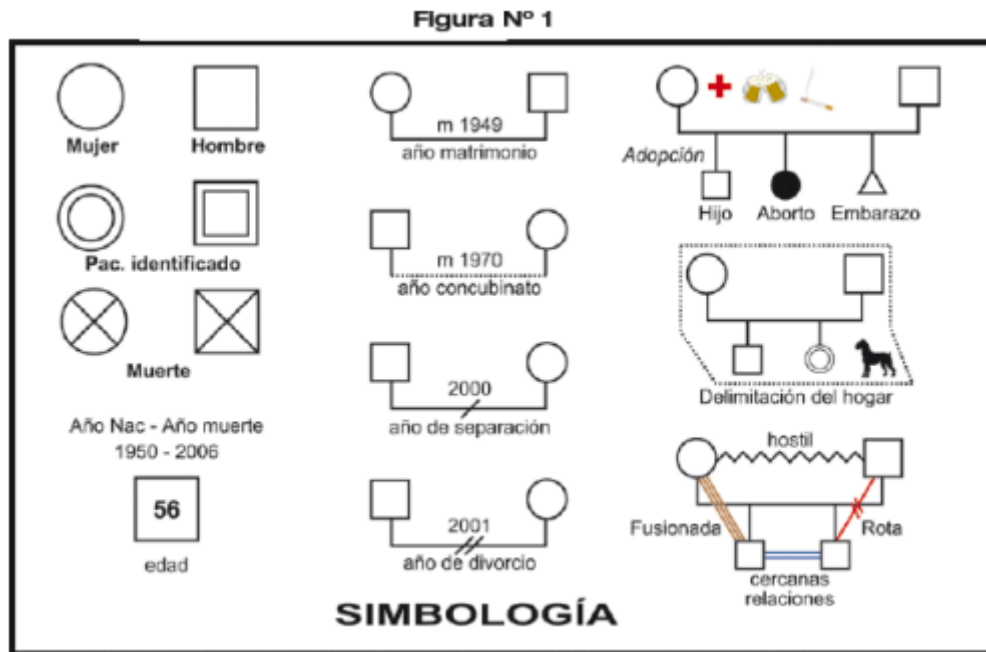 Figura Nº 1
Mujer
Hombre
Pac. identificado
Muerte
Año Nac - Año muerte
1950 - 2006
56
edad
m 1949
año matrimonio
m 1970
año concubinato
2000
año de separación
2001
año de divorcio
Adopción
Hijo
Aborto
Embarazo
Delimitación del hogar
hostil
Fusionada
Rota
cercanas
relaciones
SIMBOLOGÍA